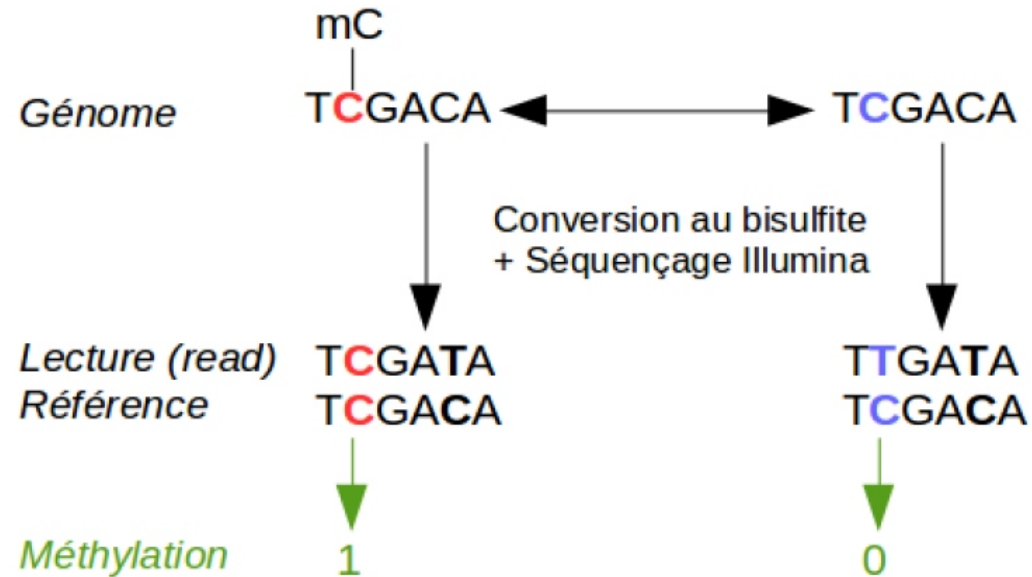 mC
Génome TCGACA TCGACA
Conversion au bisulfite
+ Séquençage Illumina
Lecture (read) TCGATA TTGATA
Référence TCGACA TCGACA
Méthylation 1 0